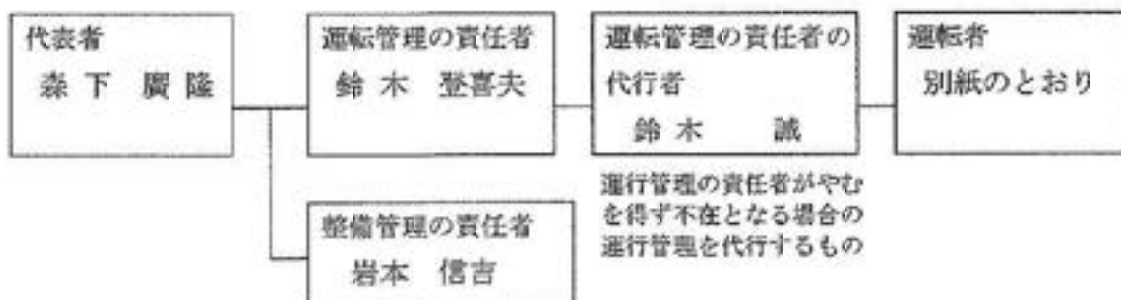 代表者
森下 廣隆
運転管理の責任者
鈴木 登喜夫
運転管理の責任者の
代行者
鈴木 誠
運転者
別紙のとおり
運行管理の責任者がやむ
を得ず不在となる場合の
運行管理を代行するもの
整備管理の責任者
岩本 信吉